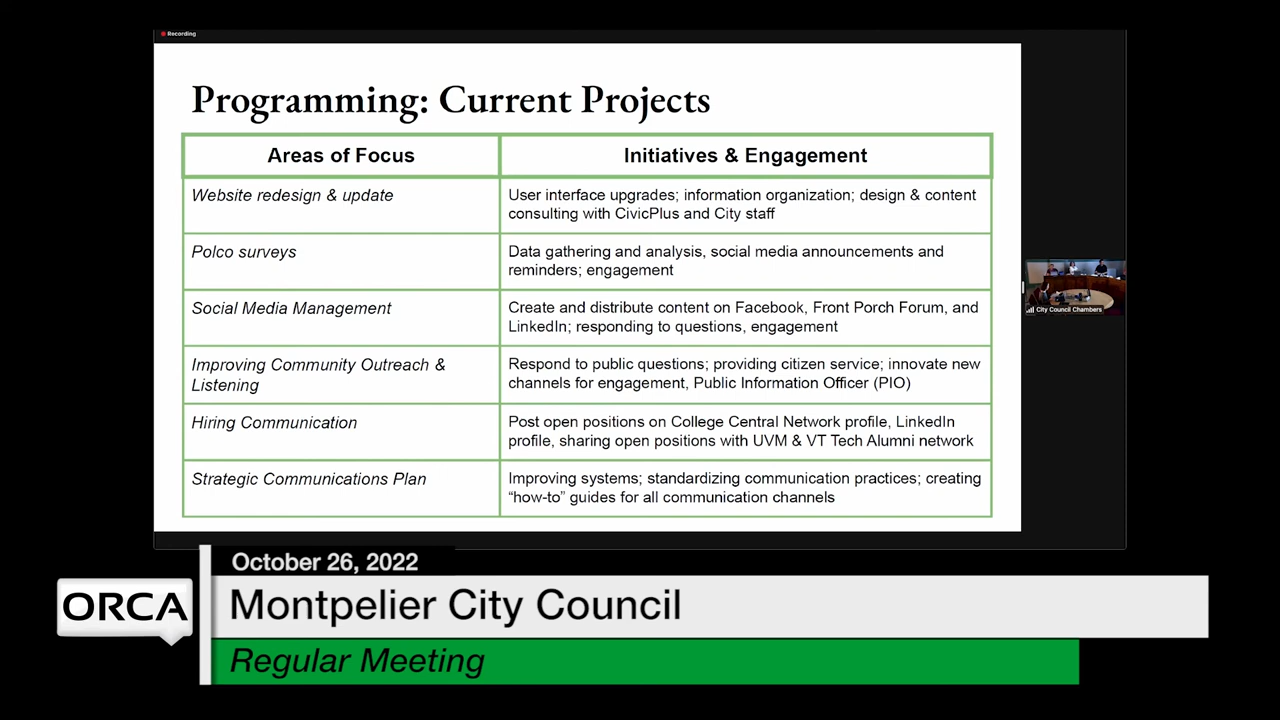 Recording
Programming: Current Projects
Areas of Focus
Initiatives & Engagement
Website redesign & update
User interface upgrades; information organization; design & content
consulting with CivicPlus and City staff
Polco surveys
Data gathering and analysis, social media announcements and
reminders; engagement
Social Media Management
Create and distribute content on Facebook, Front Porch Forum, and
LinkedIn; responding to questions, engagement
Improving Community Outreach &
Listening
Respond to public questions; providing citizen service; innovate new
channels for engagement, Public Information Officer (PIO)
Hiring Communication
Post open positions on College Central Network profile, LinkedIn
profile, sharing open positions with UVM & VT Tech Alumni network
Strategic Communications Plan
Improving systems; standardizing communication practices; creating
“how-to” guides for all communication channels
City Council Chambers
October 26, 2022
ORCA
Montpelier City Council
Regular Meeting